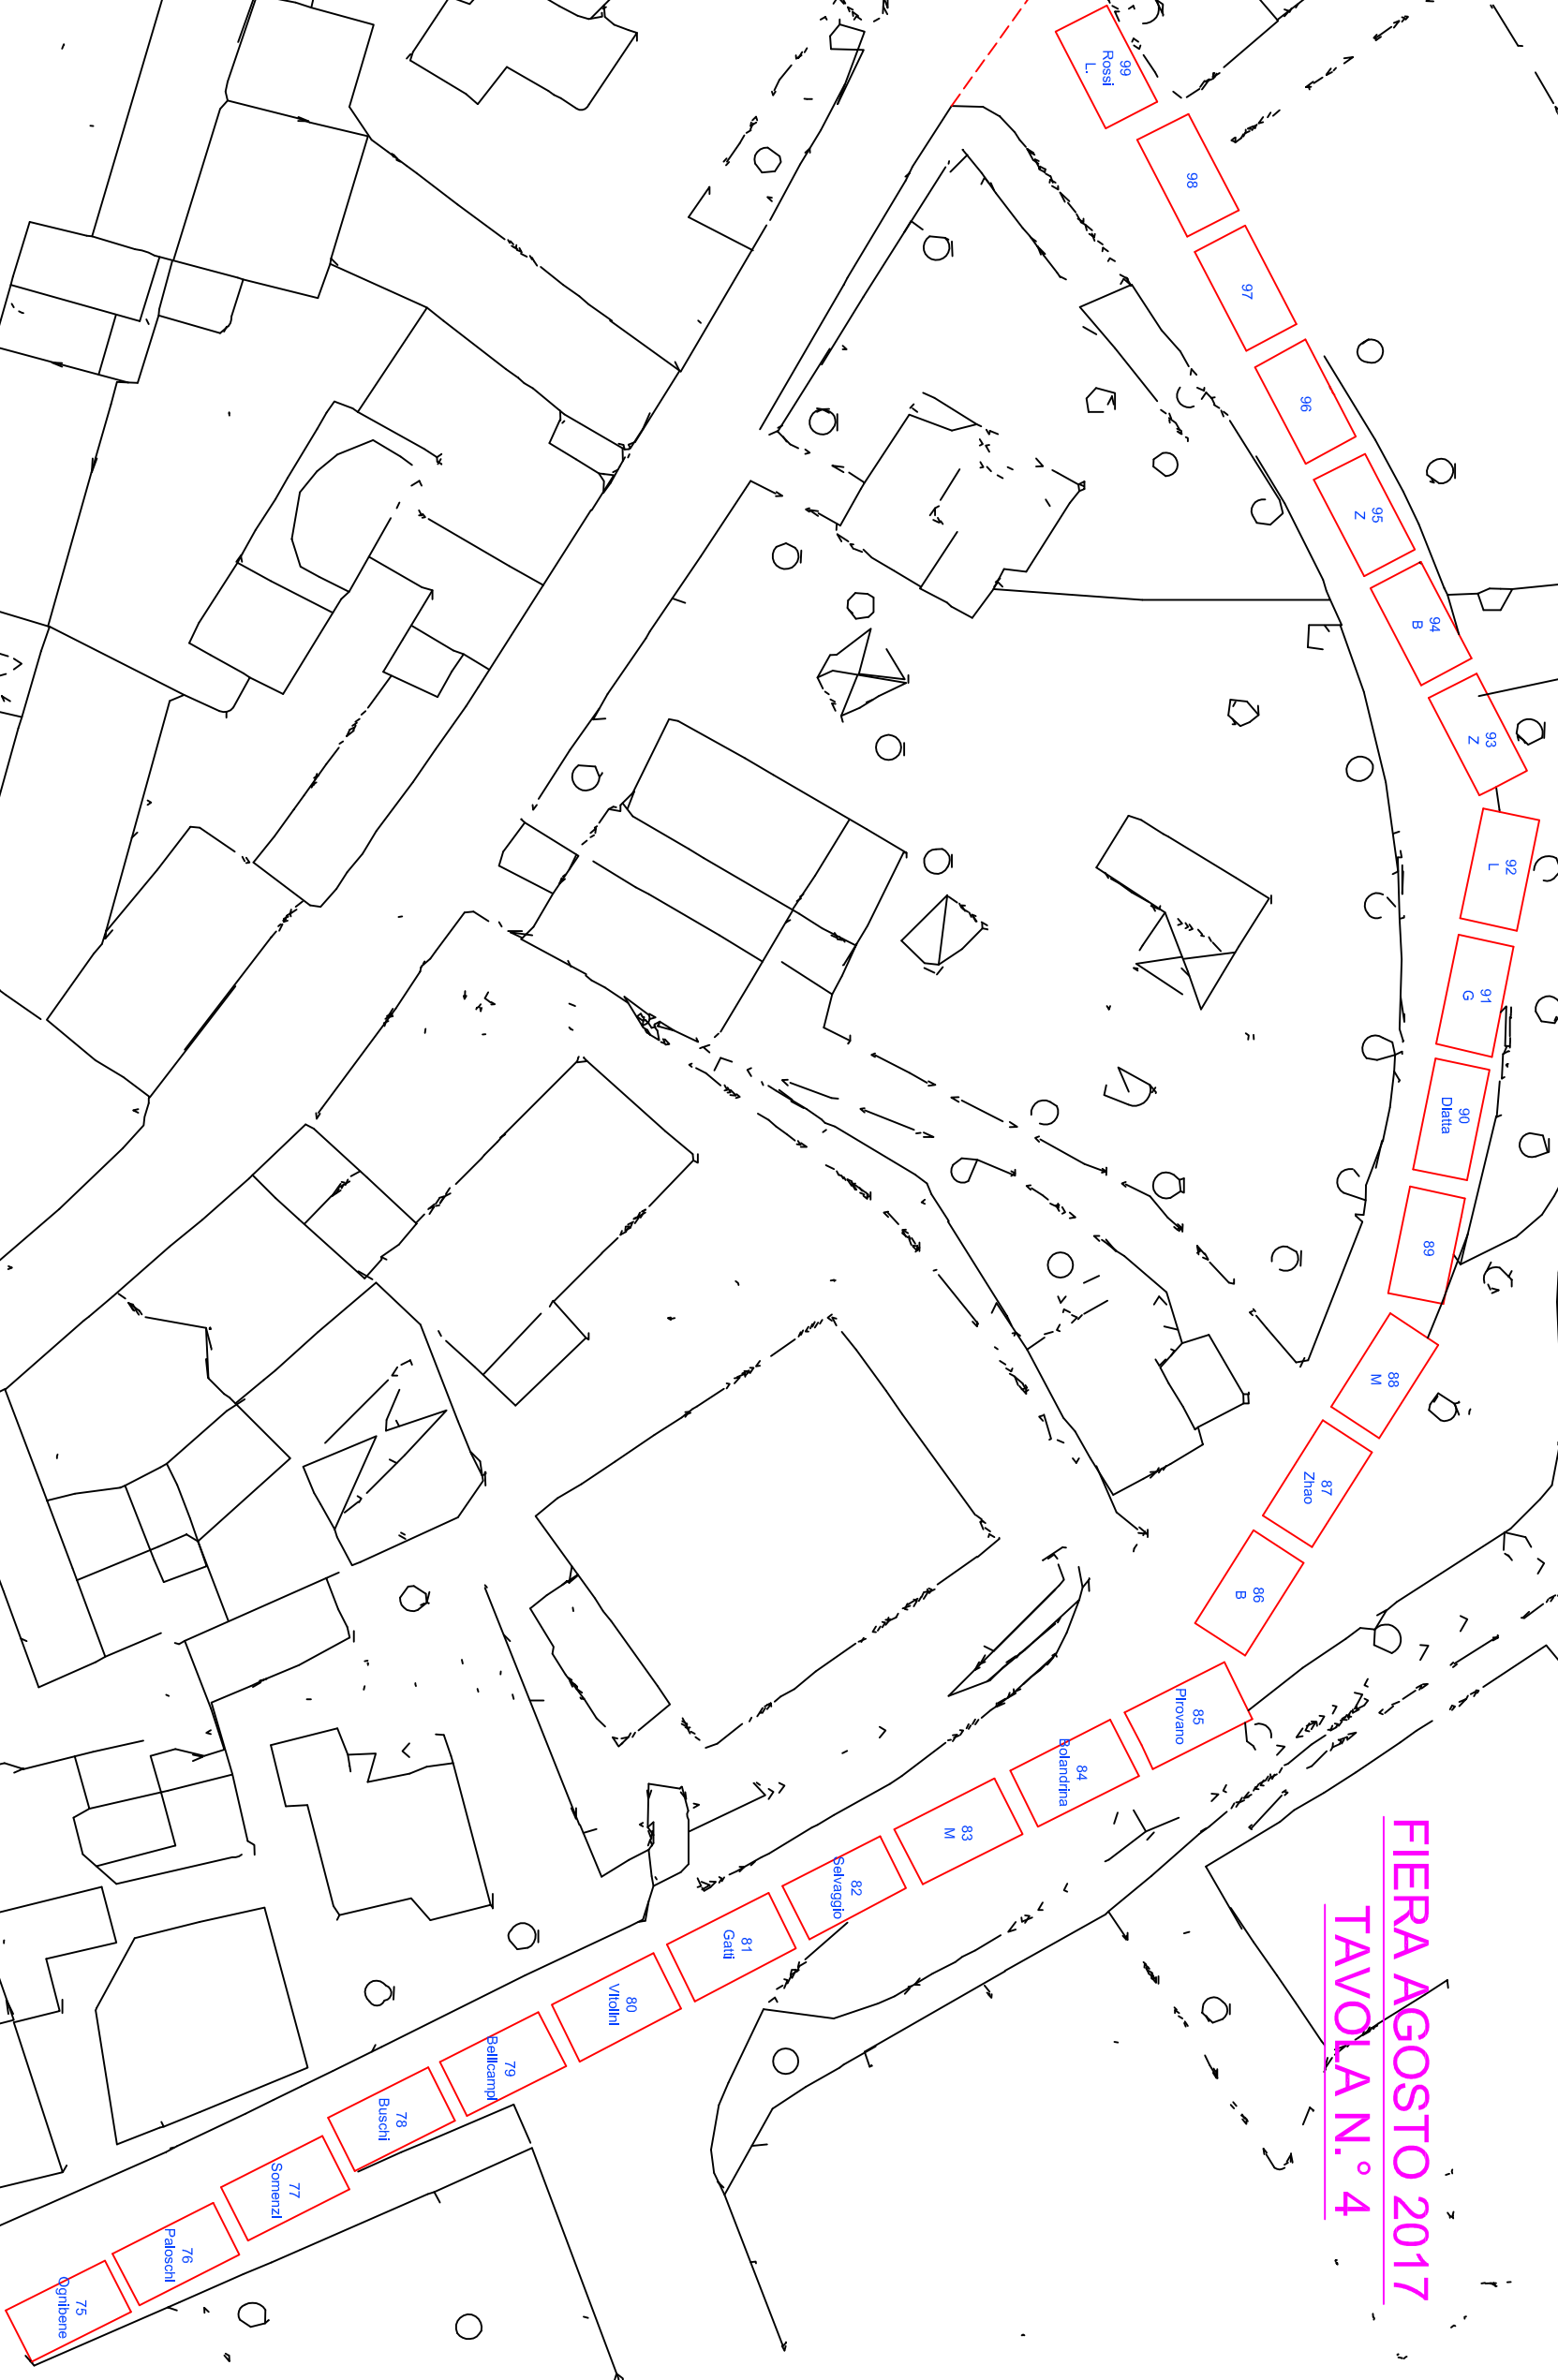 FIERA AGOSTO 2017
TAVOLA N.° 4
99
Rossi
L.
98
97
96
95
Z
94
B
93
Z
92
L
91
G
90
Dlatta
89
88
M
87
Zhao
86
B
85
Pirovano
84
Bolandrina
83
M
82
Selvaggio
81
Gatti
80
Vitolini
79
Bellicampi
78
Buschi
77
Somenzi
76
Paloschi
75
Ognibene